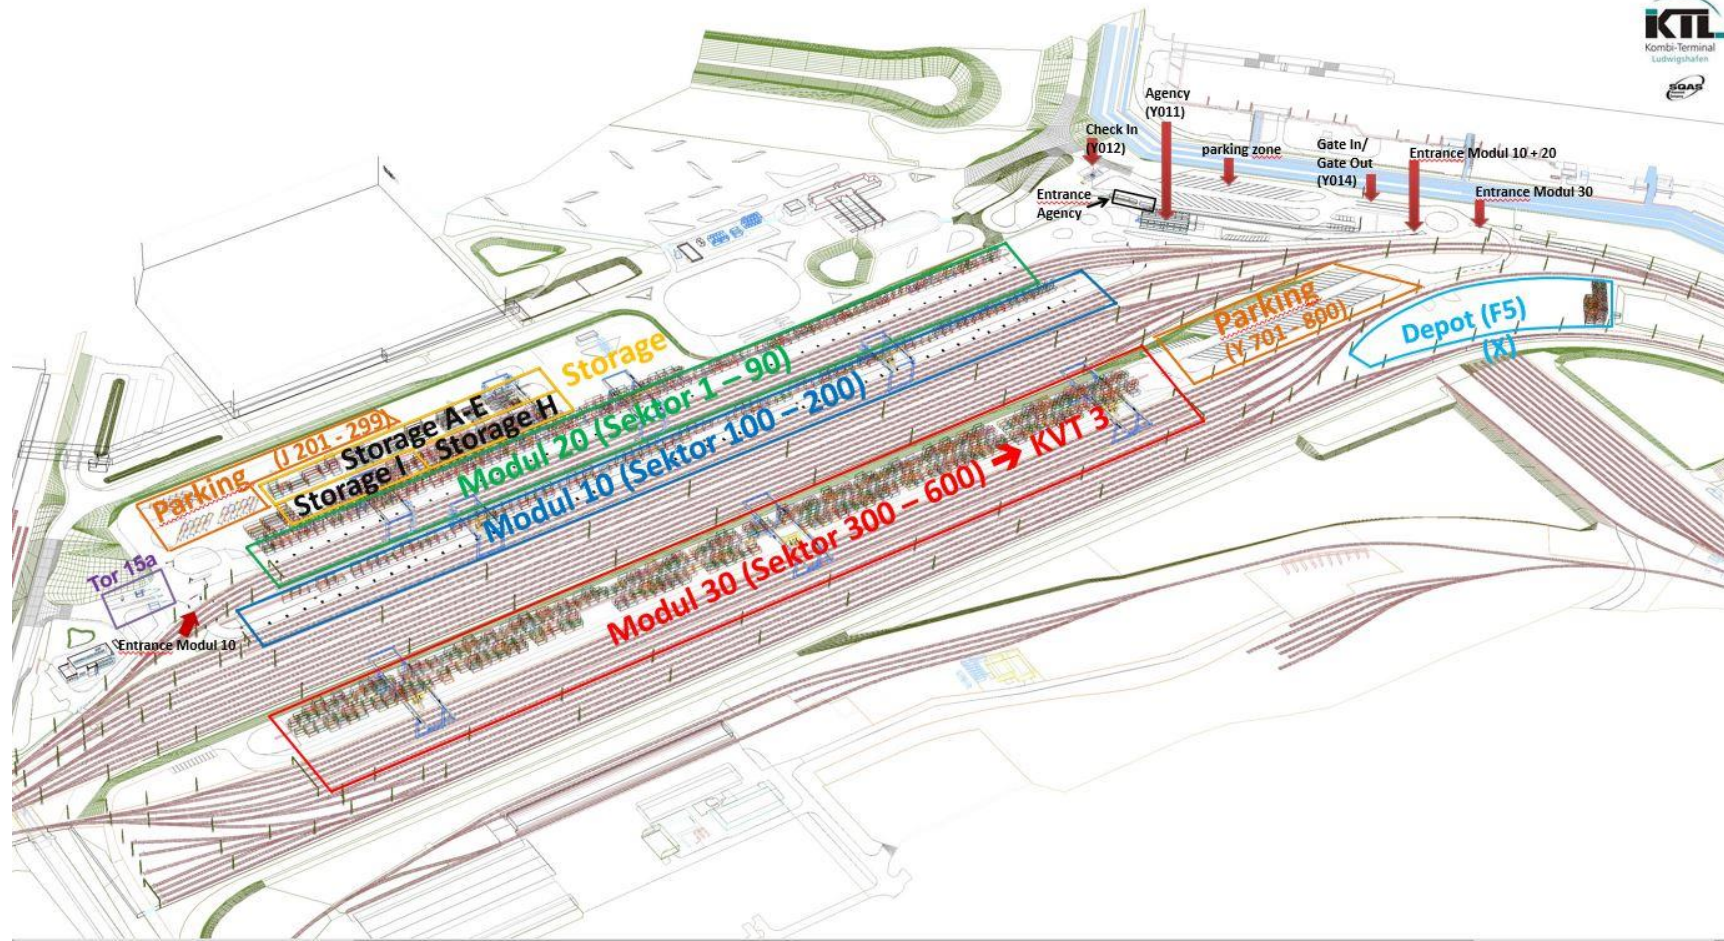 KTL
Kombi-Terminal
Ludwigshafen
SQAS
Agency
(Y011)
Check In
(Y012)
parking zone
Gate In/
Gate Out
(Y014)
Entrance Modul 10 + 20
Entrance Modul 30
Entrance
Agency
Parking
(Y 701 - 800)
Depot (F5)
(X)
Storage
Parking
(J 201 - 299)
Storage A-E
Storage I
Storage H
Modul 20 (Sektor 1 – 90)
Modul 10 (Sektor 100 – 200)
Modul 30 (Sektor 300 – 600) → KVT 3
Tor 15a
Entrance Modul 10